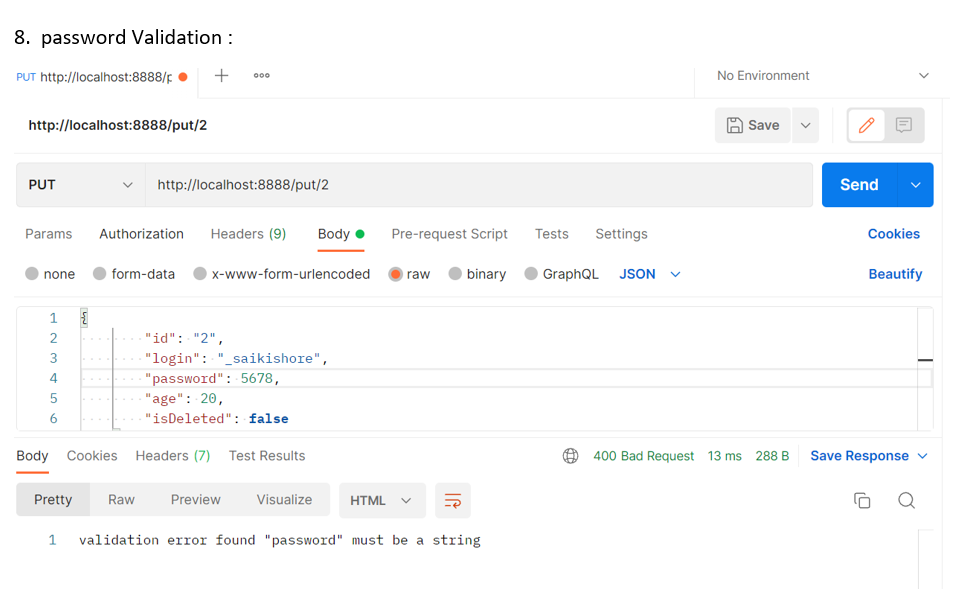 8. password Validation :
PUT http://localhost:8888/p
No Environment
http://localhost:8888/put/2
Save
PUT http://localhost:8888/put/2 Send
Params Authorization Headers (9) Body Pre-request Script Tests Settings Cookies
none form-data x-www-form-urlencoded raw binary GraphQL JSON Beautify
1 {
2 "id": "2",
3 "login": "_saikishore",
4 "password": 5678,
5 "age": 20,
6 "isDeleted": false
Body Cookies Headers (7) Test Results 400 Bad Request 13 ms 288 B Save Response
Pretty Raw Preview Visualize HTML
1 validation error found "password" must be a string